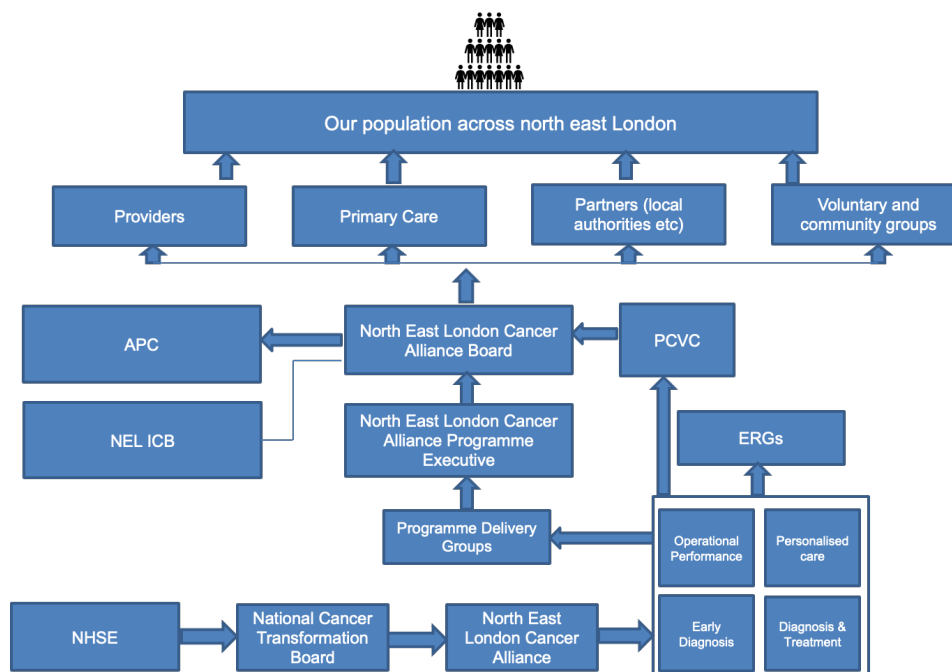 Our population across north east London
Providers
Primary Care
Partners (local
authorities etc)
Voluntary and
community groups
APC
North East London Cancer
Alliance Board
PCVC
NEL ICB
North East London Cancer
Alliance Programme
Executive
ERGs
Programme Delivery
Groups
Operational
Performance
Personalised
care
Early
Diagnosis
Diagnosis &
Treatment
NHSE
National Cancer
Transformation
Board
North East
London Cancer
Alliance